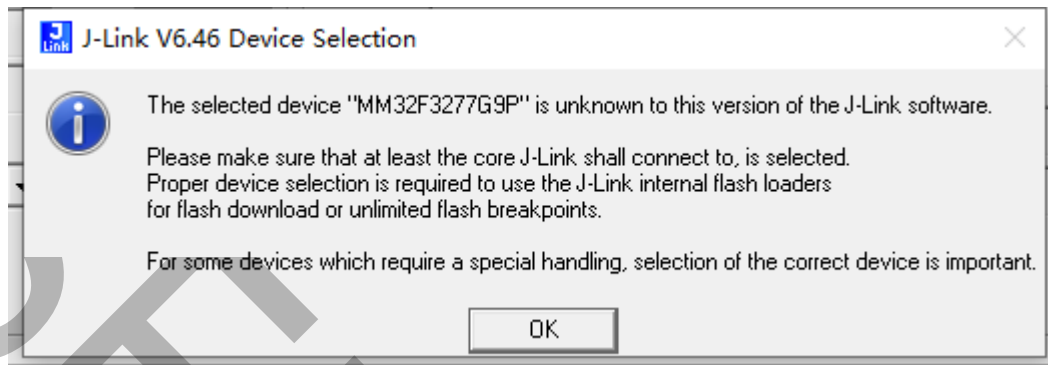 J-Link V6.46 Device Selection
The selected device "MM32F3277G9P" is unknown to this version of the J-Link software.
Please make sure that at least the core J-Link shall connect to, is selected.
Proper device selection is required to use the J-Link internal flash loaders
for flash download or unlimited flash breakpoints.
For some devices which require a special handling, selection of the correct device is important.
OK